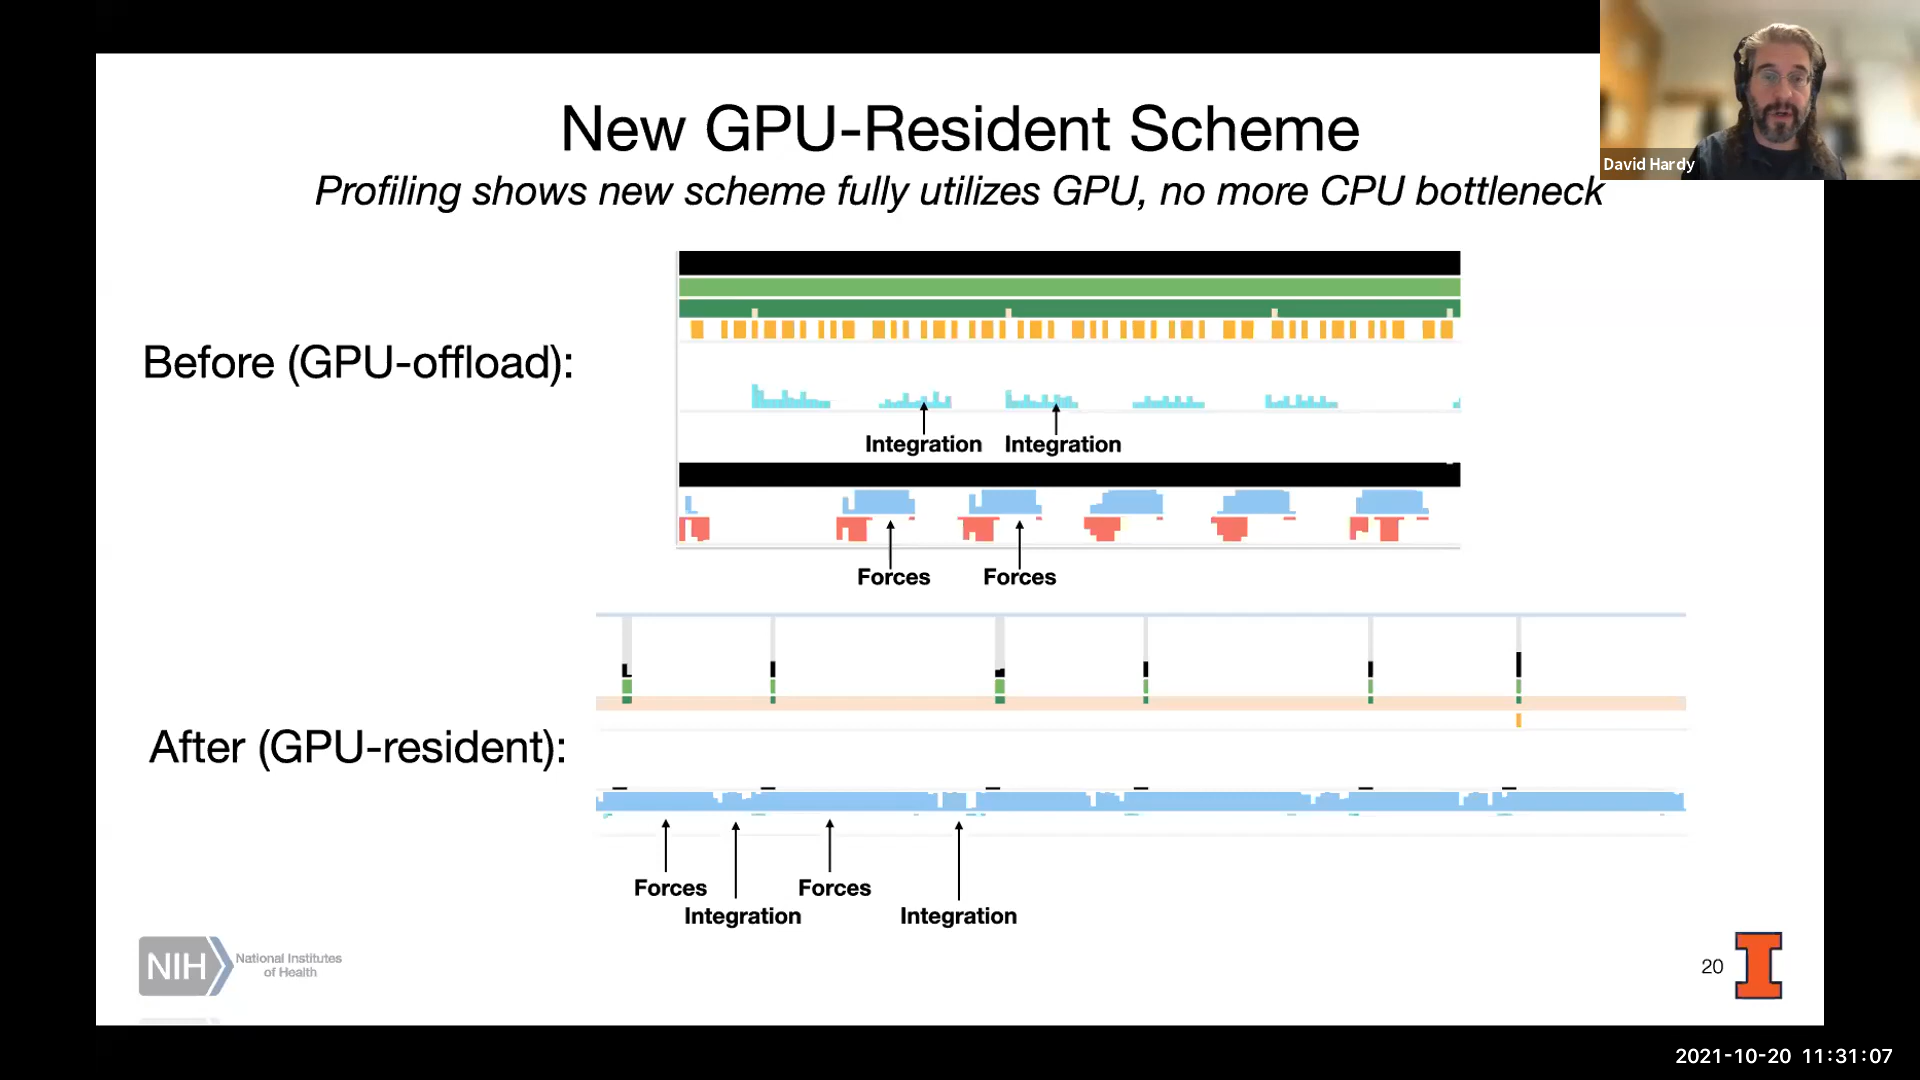 David Hardy
New GPU-Resident Scheme
Profiling shows new scheme fully utilizes GPU, no more CPU bottleneck
Before (GPU-offload):
Integration Integration
Forces Forces
After (GPU-resident):
Forces Forces
Integration Integration
NIH National Institutes
of Health
20
2021-10-20 11:31:07